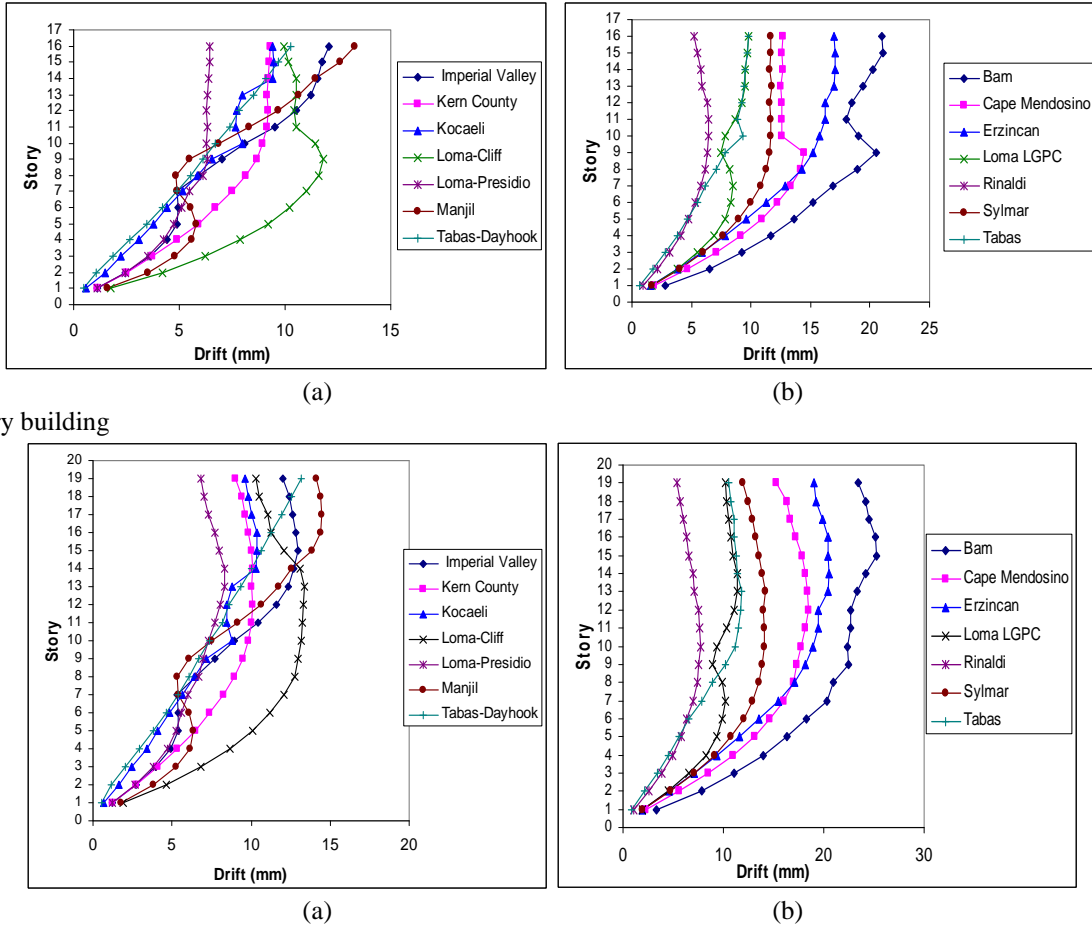 17
16
15
14
13
12
11
10
9
8
7
6
5
4
3
2
1
0
Story
0 5 10 15
Drift (mm)
Imperial Valley
Kern County
Kocaeli
Loma-Cliff
Loma-Presidio
Manjil
Tabas-Dayhook
(a)
17
16
15
14
13
12
11
10
9
8
7
6
5
4
3
2
1
0
Story
0 5 10 15 20 25
Drift (mm)
Bam
Cape Mendosino
Erzincan
Loma LGPC
Rinaldi
Sylmar
Tabas
(b)
ry building
20
19
18
17
16
15
14
13
12
11
10
9
8
7
6
5
4
3
2
1
0
Story
0 5 10 15 20
Drift (mm)
Imperial Valley
Kern County
Kocaeli
Loma-Cliff
Loma-Presidio
Manjil
Tabas-Dayhook
(a)
20
19
18
17
16
15
14
13
12
11
10
9
8
7
6
5
4
3
2
1
0
Story
0 10 20 30
Drift (mm)
Bam
Cape Mendosino
Erzincan
Loma LGPC
Rinaldi
Sylmar
Tabas
(b)